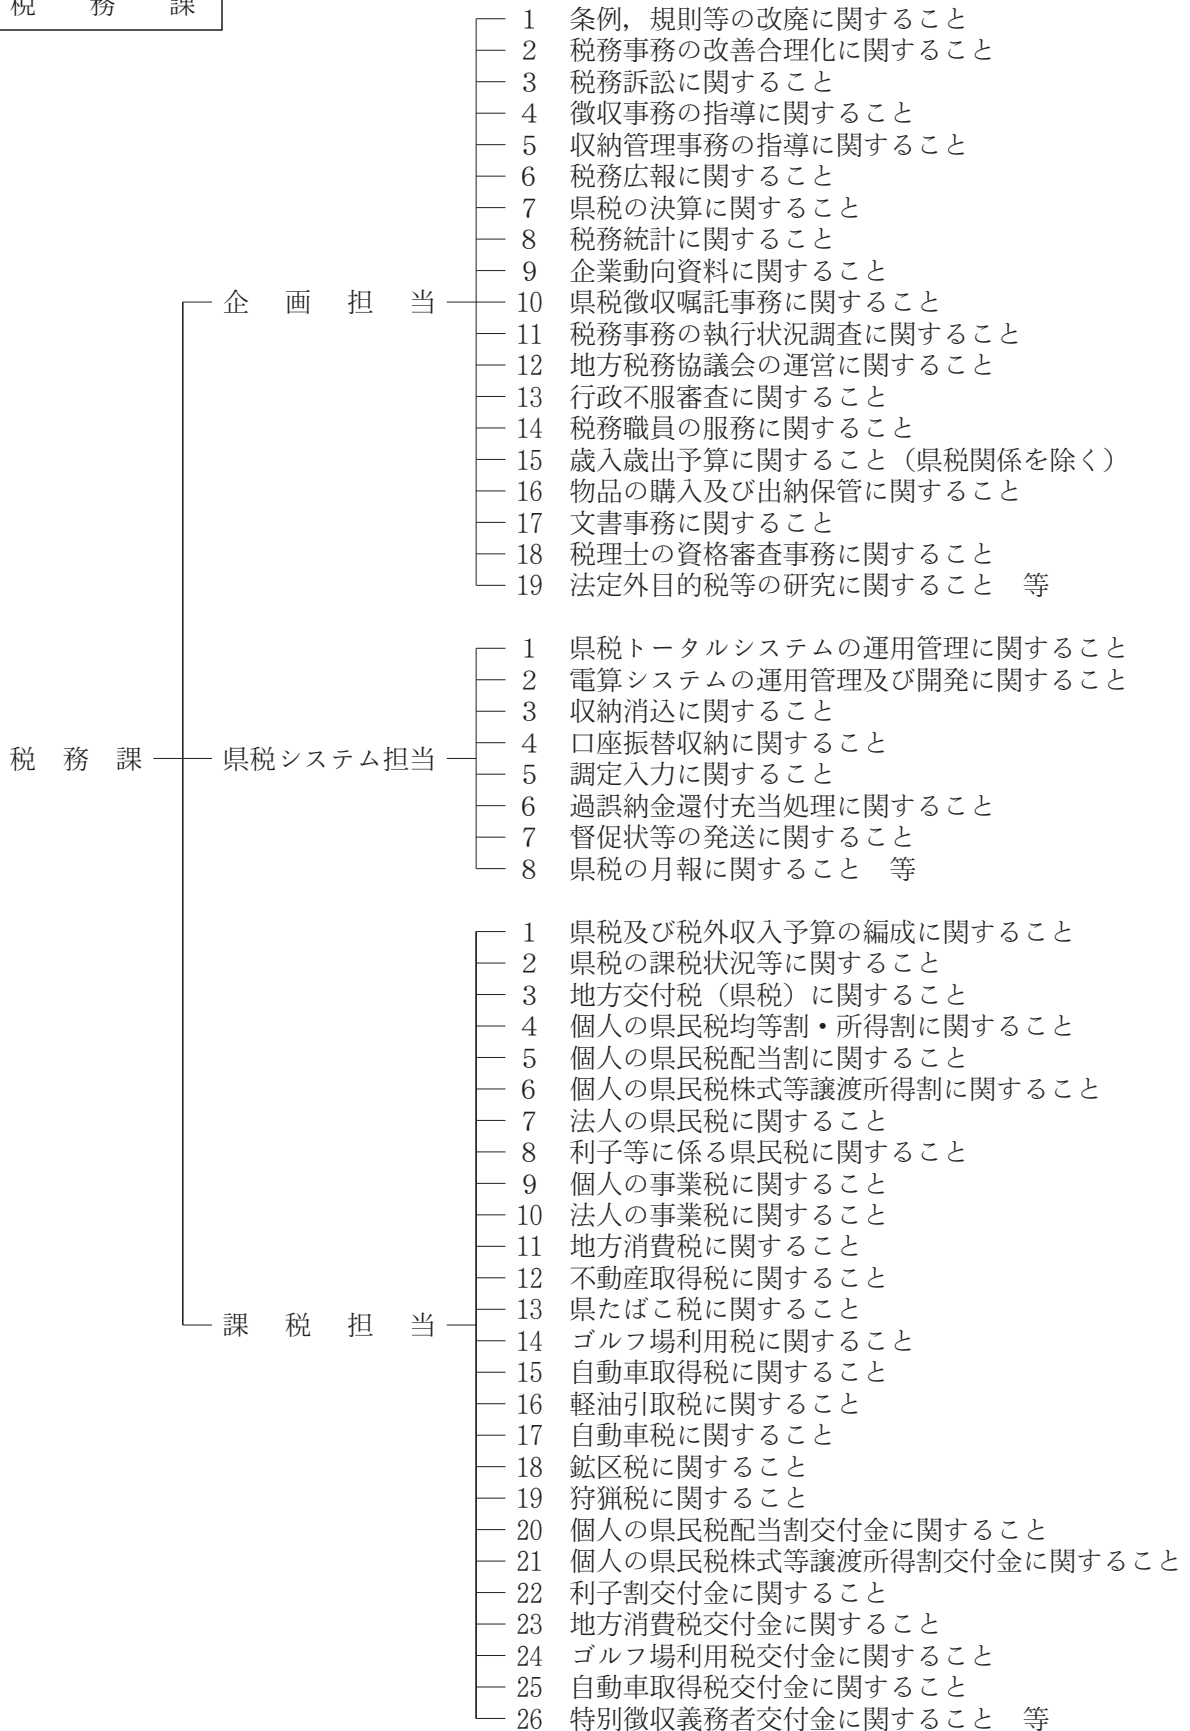 税務課
1 条例，規則等の改廃に関すること
2 税務事務の改善合理化に関すること
3 税務訴訟に関すること
4 徴収事務の指導に関すること
5 収納管理事務の指導に関すること
6 税務広報に関すること
7 県税の決算に関すること
8 税務統計に関すること
9 企業動向資料に関すること
企画担当
10 県税徴収嘱託事務に関すること
11 税務事務の執行状況調査に関すること
12 地方税務協議会の運営に関すること
13 行政不服審査に関すること
14 税務職員の服務に関すること
15 歳入歳出予算に関すること（県税関係を除く）
16 物品の購入及び出納保管に関すること
17 文書事務に関すること
18 税理士の資格審査事務に関すること
19 法定外目的税等の研究に関すること　等
1 県税トータルシステムの運用管理に関すること
2 電算システムの運用管理及び開発に関すること
3 収納消込に関すること
4 口座振替収納に関すること
税務課
県税システム担当
5 調定入力に関すること
6 過誤納金還付充当処理に関すること
7 督促状等の発送に関すること
8 県税の月報に関すること　等
1 県税及び税外収入予算の編成に関すること
2 県税の課税状況等に関すること
3 地方交付税（県税）に関すること
4 個人の県民税均等割・所得割に関すること
5 個人の県民税配当割に関すること
6 個人の県民税株式等譲渡所得割に関すること
7 法人の県民税に関すること
8 利子等に係る県民税に関すること
9 個人の事業税に関すること
10 法人の事業税に関すること
11 地方消費税に関すること
12 不動産取得税に関すること
13 県たばこ税に関すること
課税担当
14 ゴルフ場利用税に関すること
15 自動車取得税に関すること
16 軽油引取税に関すること
17 自動車税に関すること
18 鉱区税に関すること
19 狩猟税に関すること
20 個人の県民税配当割交付金に関すること
21 個人の県民税株式等譲渡所得割交付金に関すること
22 利子割交付金に関すること
23 地方消費税交付金に関すること
24 ゴルフ場利用税交付金に関すること
25 自動車取得税交付金に関すること
26 特別徴収義務者交付金に関すること　等